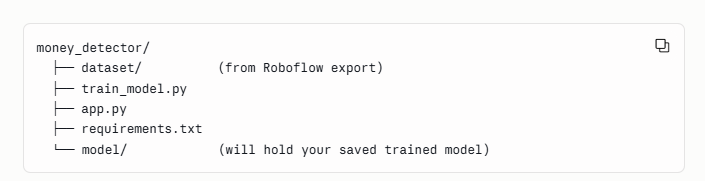 money_detector/
├── dataset/          (from Roboflow export)
├── train_model.py
├── app.py
├── requirements.txt
└── model/            (will hold your saved trained model)